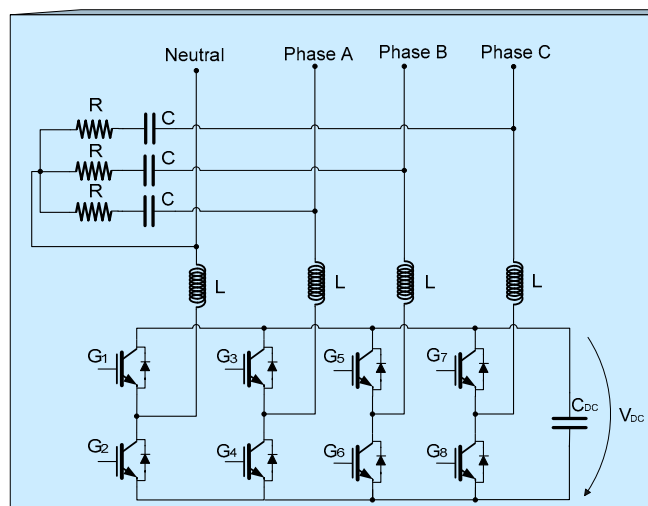 Neutral Phase A Phase B Phase C
R C
R C
R C
L L L L
G1 G3 G5 G7
CDC VDC
G2 G4 G6 G8